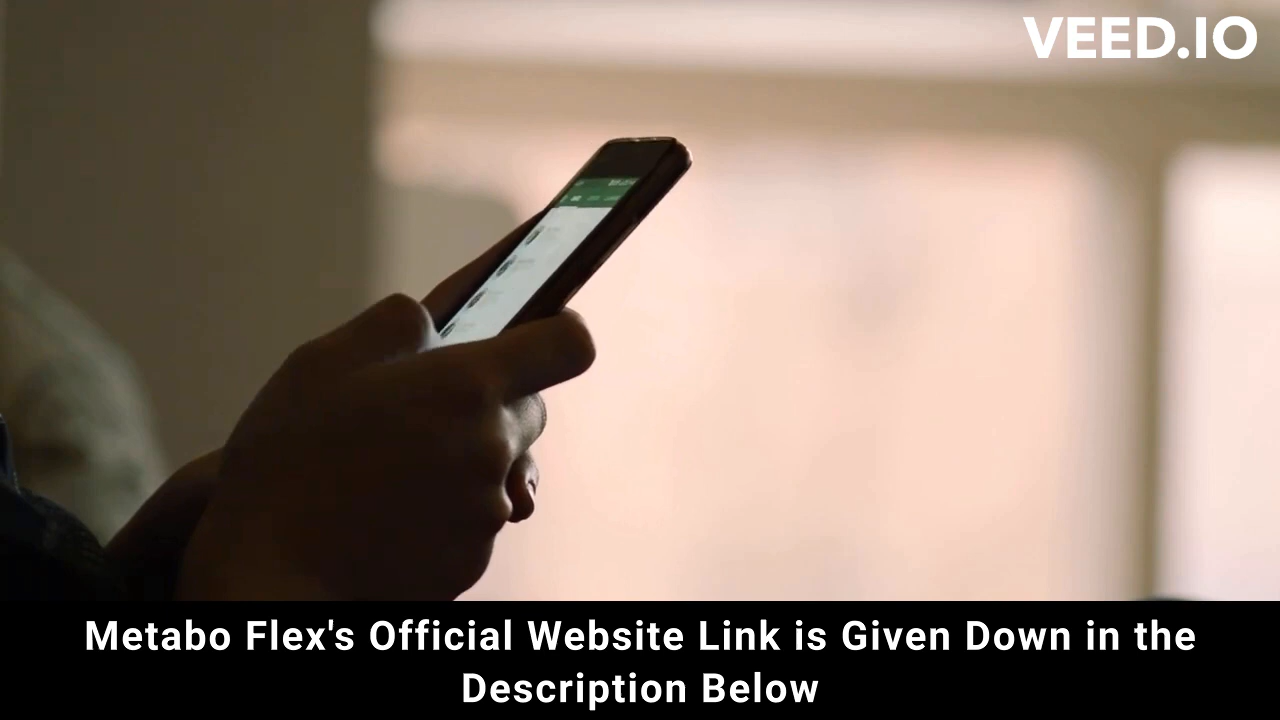 VEED.IO
Metabo Flex's Official Website Link is Given Down in the
Description Below